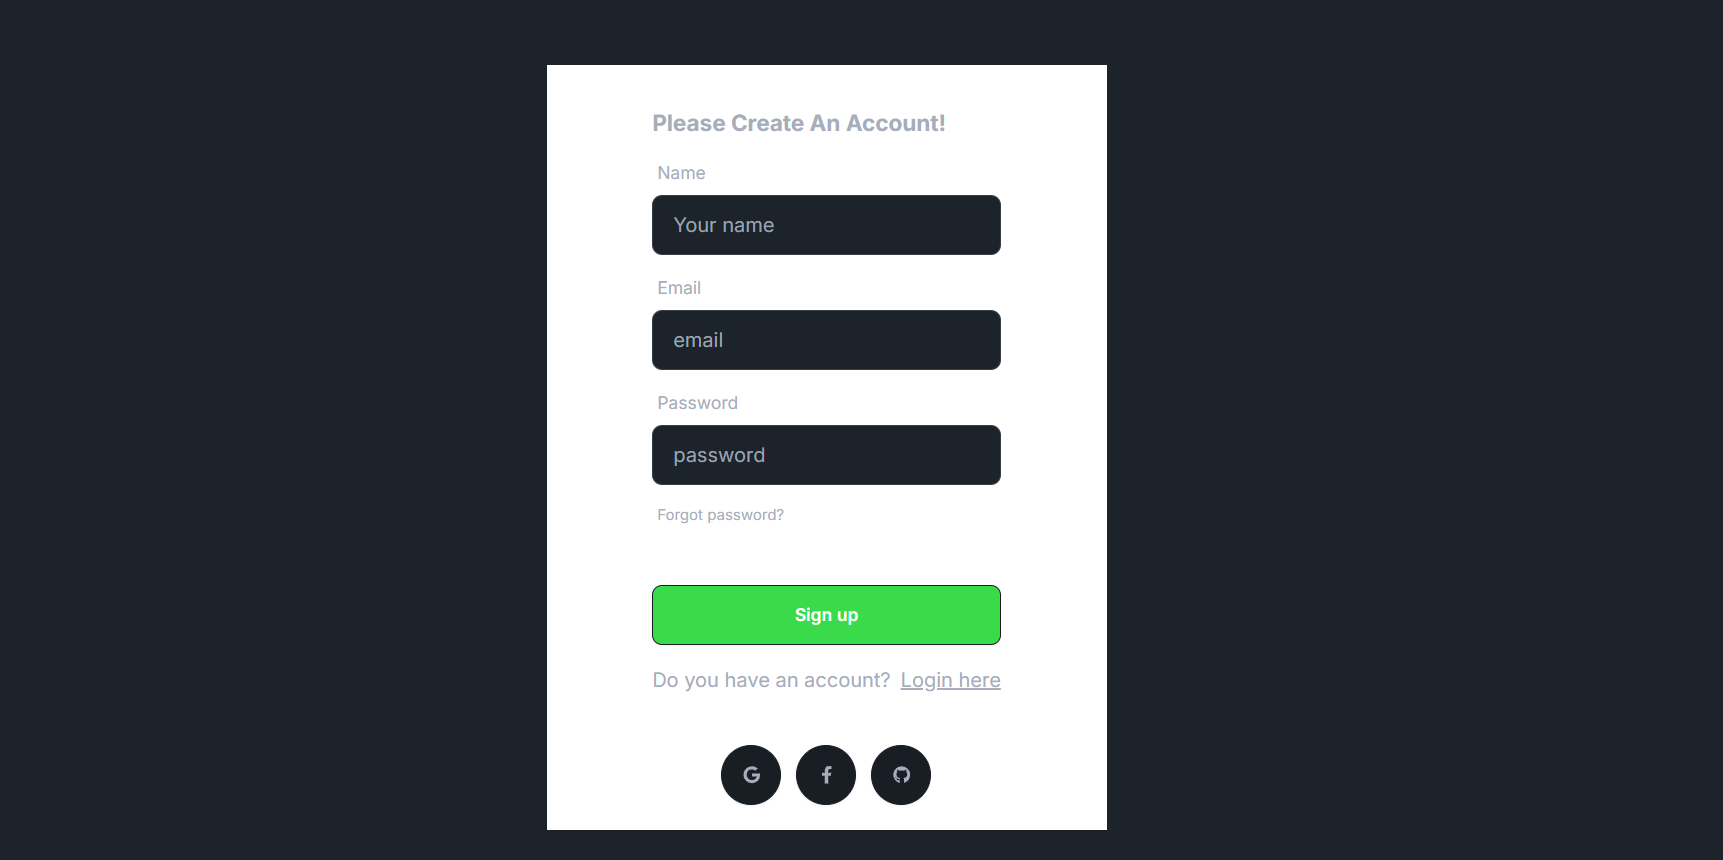 Please Create An Account!
Name
Your name
Email
email
Password
password
Forgot password?
Sign up
Do you have an account? Login here